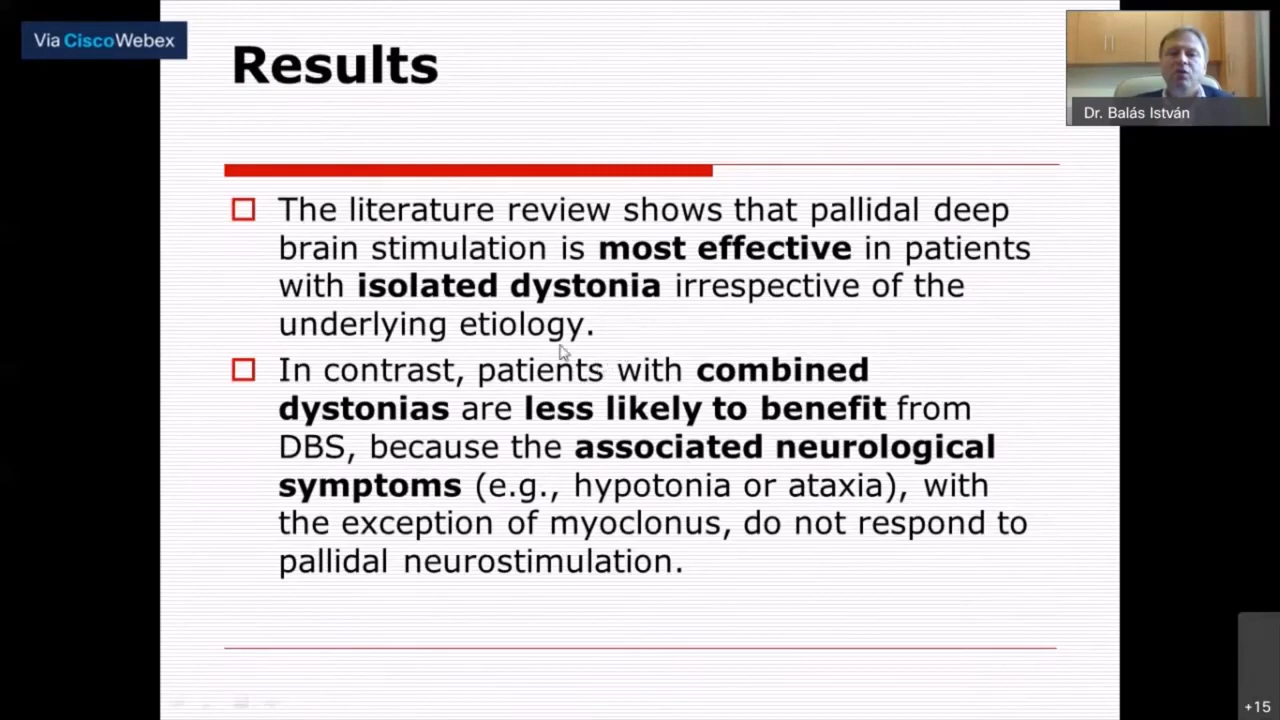 Via CiscoWebex
Results
Dr. Balás István
The literature review shows that pallidal deep
brain stimulation is most effective in patients
with isolated dystonia irrespective of the
underlying etiology.
In contrast, patients with combined
dystonias are less likely to benefit from
DBS, because the associated neurological
symptoms (e.g., hypotonia or ataxia), with
the exception of myoclonus, do not respond to
pallidal neurostimulation.
+15